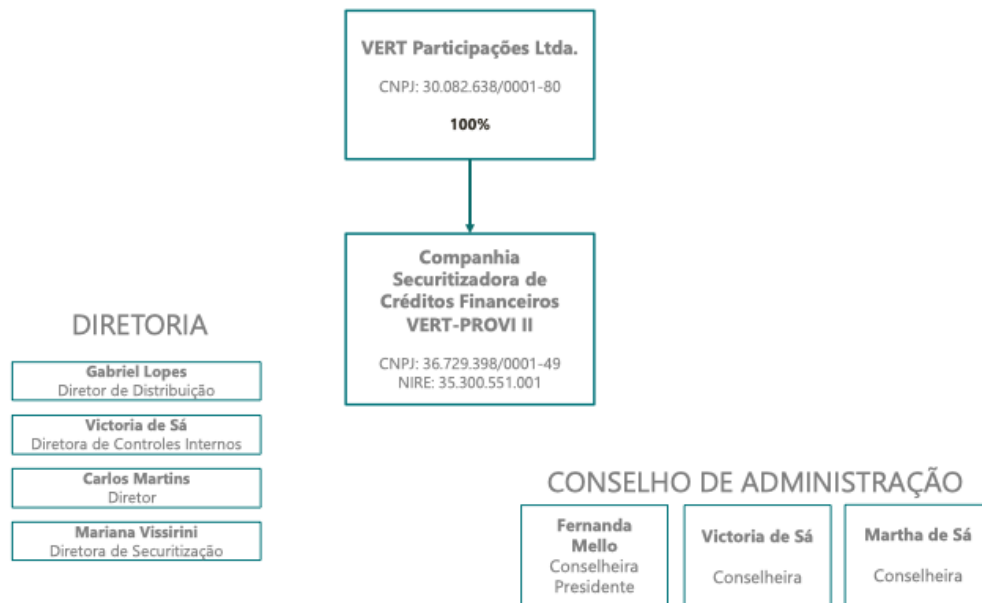 VERT Participações Ltda.
CNPJ: 30.082.638/0001-80
100%
Companhia
Securitizadora de
Créditos Financeiros
VERT-PROVI II
CNPJ: 36.729.398/0001-49
NIRE: 35.300.551.001
DIRETORIA
Gabriel Lopes
Diretor de Distribuição
Victoria de Sá
Diretora de Controles Internos
Carlos Martins
Diretor
Mariana Vissirini
Diretora de Securitização
CONSELHO DE ADMINISTRAÇÃO
Fernanda
Mello
Conselheira
Presidente
Victoria de Sá
Conselheira
Martha de Sá
Conselheira